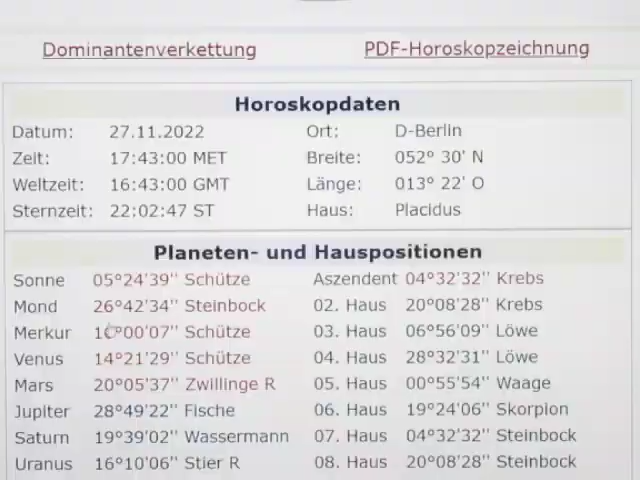 Dominantenverkettung PDF-Horoskopzeichnung
Horoskopdaten
Datum: 27.11.2022 Ort: D-Berlin
Zeit: 17:43:00 MET Breite: 052° 30' N
Weltzeit: 16:43:00 GMT Länge: 013° 22' O
Sternzeit: 22:02:47 ST Haus: Placidus
Planeten- und Hauspositionen
Sonne 05°24'39'' Schütze Aszendent 04°32'32'' Krebs
Mond 26°42'34'' Steinbock 02. Haus 20°08'28'' Krebs
Merkur Schütze 03. Haus 06°56'09'' Löwe
Venus 14°21'29'' Schütze 04. Haus 28°32'31'' Löwe
Mars 20°05'37'' Zwillinge R 05. Haus 00°55'54'' Waage
Jupiter 28°49'22'' Fische 06. Haus 19°24'06'' Skorpion
Saturn 19°39'02'' Wassermann 07. Haus 04°32'32'' Steinbock
Uranus 16°10'06'' Stier R 08. Haus 20°08'28'' Steinbock